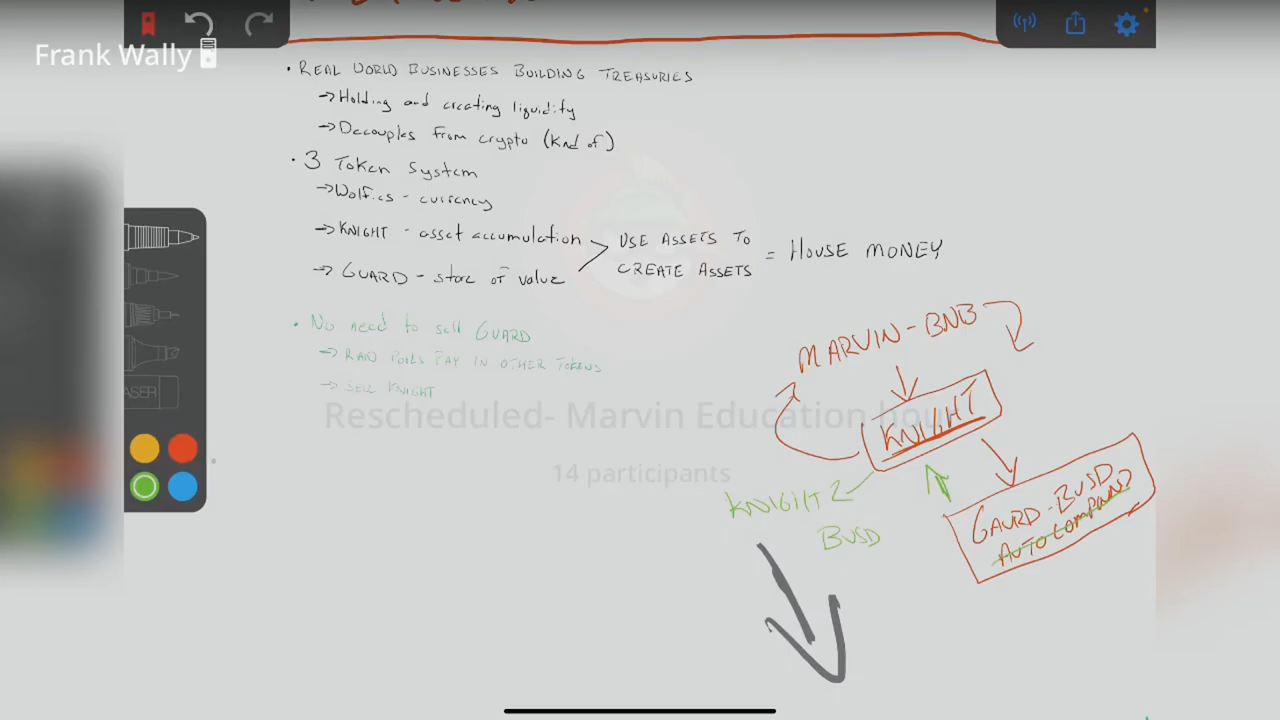 Frank Wally
• REAL WORLD BUSINESSES BUILDING TREASURIES
→ Holding and creating liquidity
→ Decouples from crypto (kind of)
• 3 Token System
→ Wolfies - currency
→ KNIGHT - asset accumulation
→ GUARD - store of value
USE ASSETS TO
CREATE ASSETS
= HOUSE MONEY
• No need to sell GUARD
→ RAID POOLS PAY IN OTHER TOKENS
→ SELL KNIGHT
MARVIN-BNB
KNIGHT
GAURD-BUSD
AUTO COMPOUND
KNIGHT 2
BUSD
ASER
Rescheduled- Marvin Education hou
14 participants